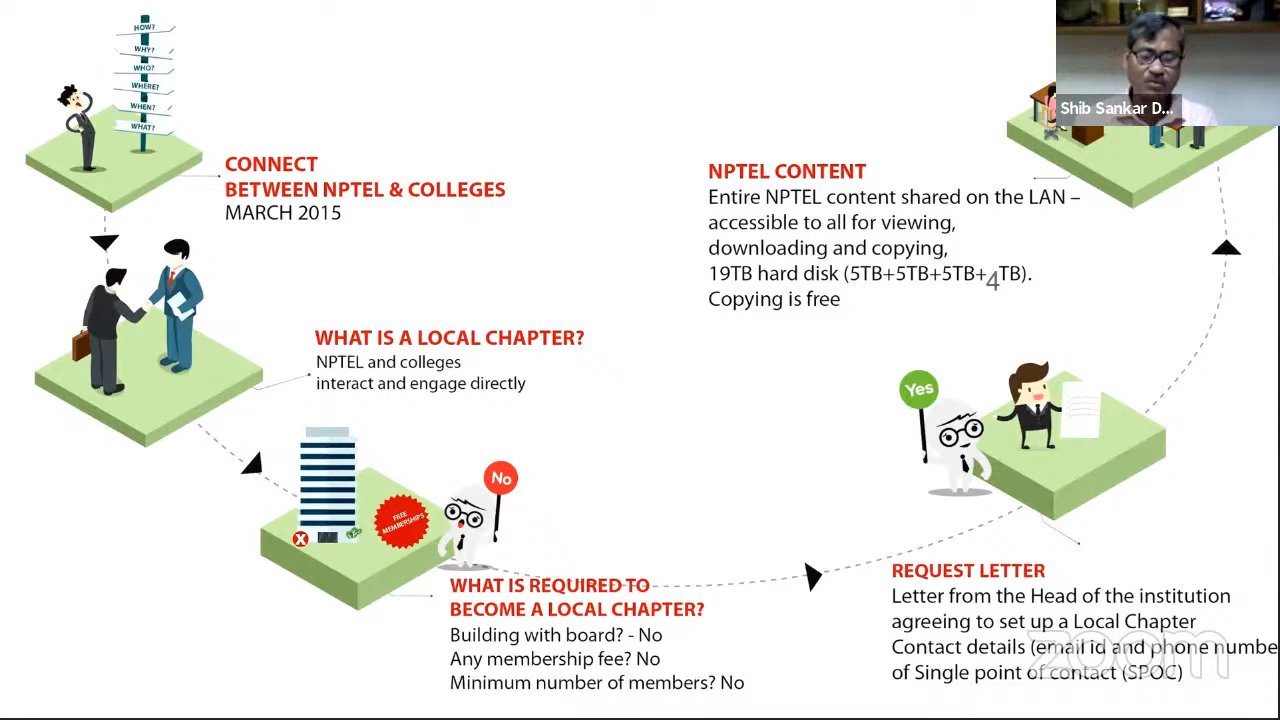 HOW?
WHY?
WHO?
WHERE?
WHEN?
WHAT?
CONNECT
BETWEEN NPTEL & COLLEGES
MARCH 2015
WHAT IS A LOCAL CHAPTER?
NPTEL and colleges
interact and engage directly
FREE
MEMBERSHIPS
X
No
WHAT IS REQUIRED TO
BECOME A LOCAL CHAPTER?
Building with board? - No
Any membership fee? No
Minimum number of members? No
Yes
REQUEST LETTER
Letter from the Head of the institution
agreeing to set up a Local Chapter
Contact details (email id and phone numbe
of Single point of contact (SPOC)
zoom
NPTEL CONTENT
Entire NPTEL content shared on the LAN –
accessible to all for viewing,
downloading and copying,
19TB hard disk (5TB+5TB+5TB+4TB).
Copying is free
Shib Sankar D...